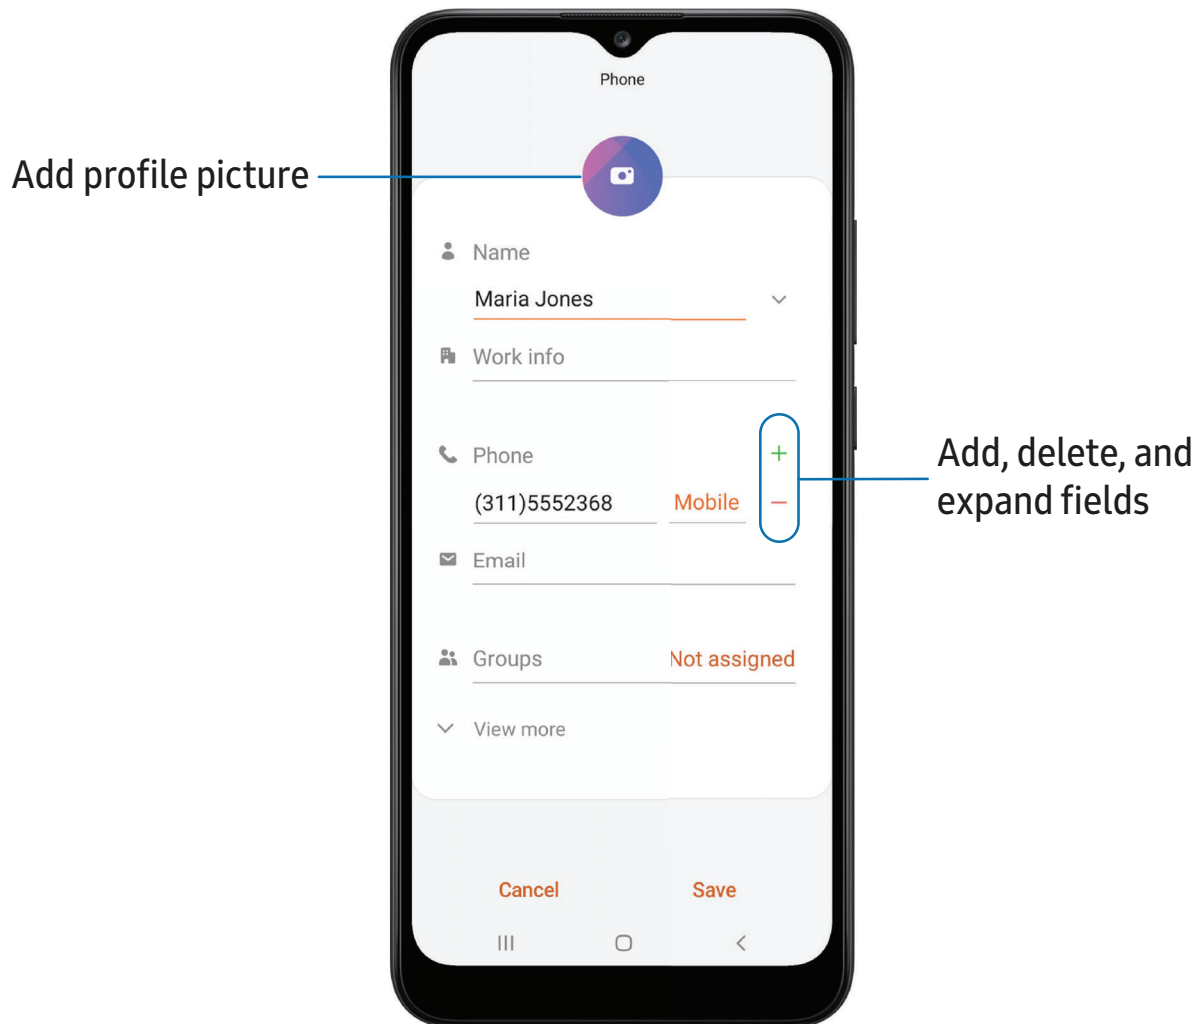 Phone
Add profile picture
Name
Maria Jones
Work info
Phone
(311)5552368 Mobile
Add, delete, and
expand fields
Email
Groups Not assigned
View more
Cancel Save